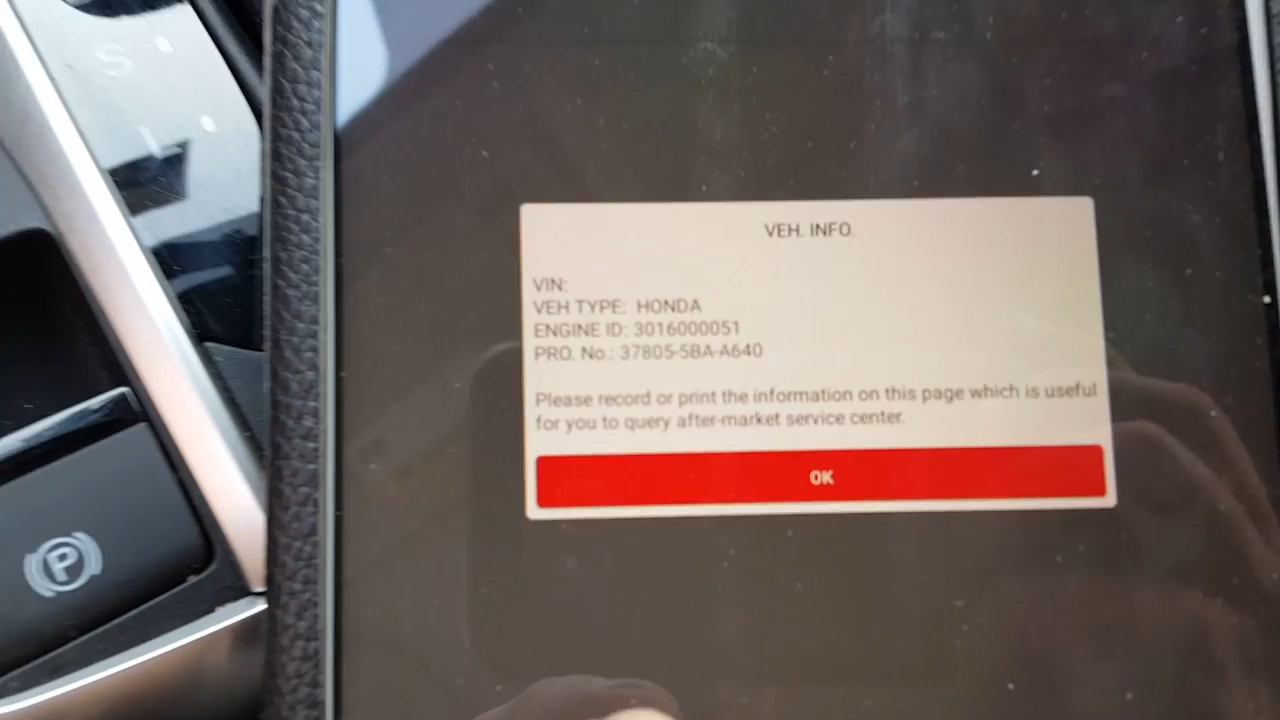 S
L
P
VEH. INFO.
VIN:
VEH TYPE: HONDA
ENGINE ID: 3016000051
PRO. No.: 37805-5BA-A640
Please record or print the information on this page which is useful
for you to query after-market service center.
OK